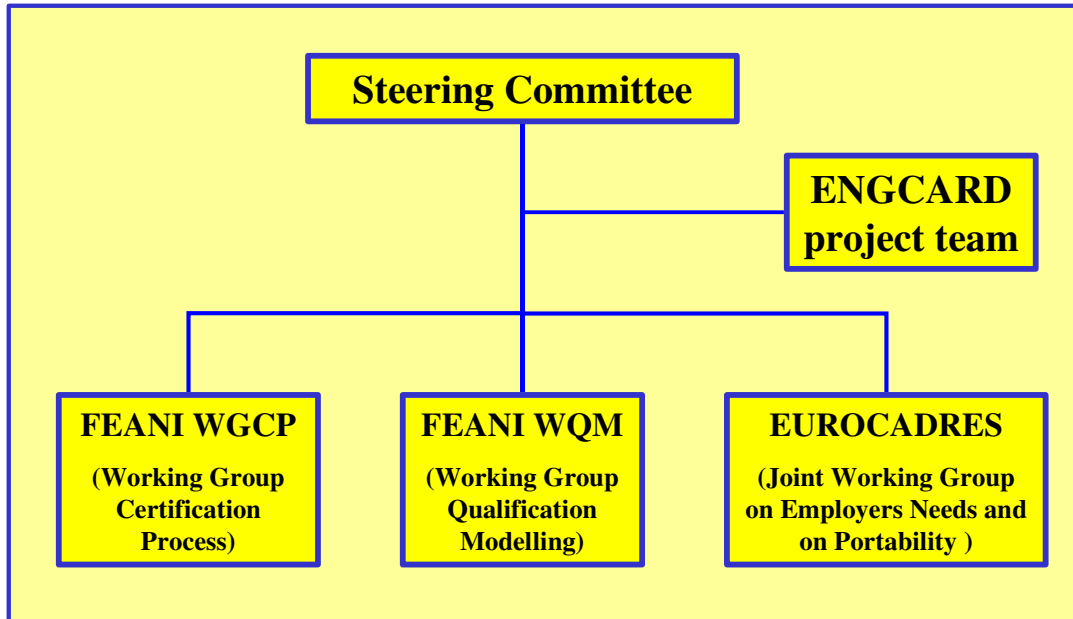 Steering Committee
ENGCARD
project team
FEANI WGCP
(Working Group
Certification
Process)
FEANI WQM
(Working Group
Qualification
Modelling)
EUROCADRES
(Joint Working Group
on Employers Needs and
on Portability )